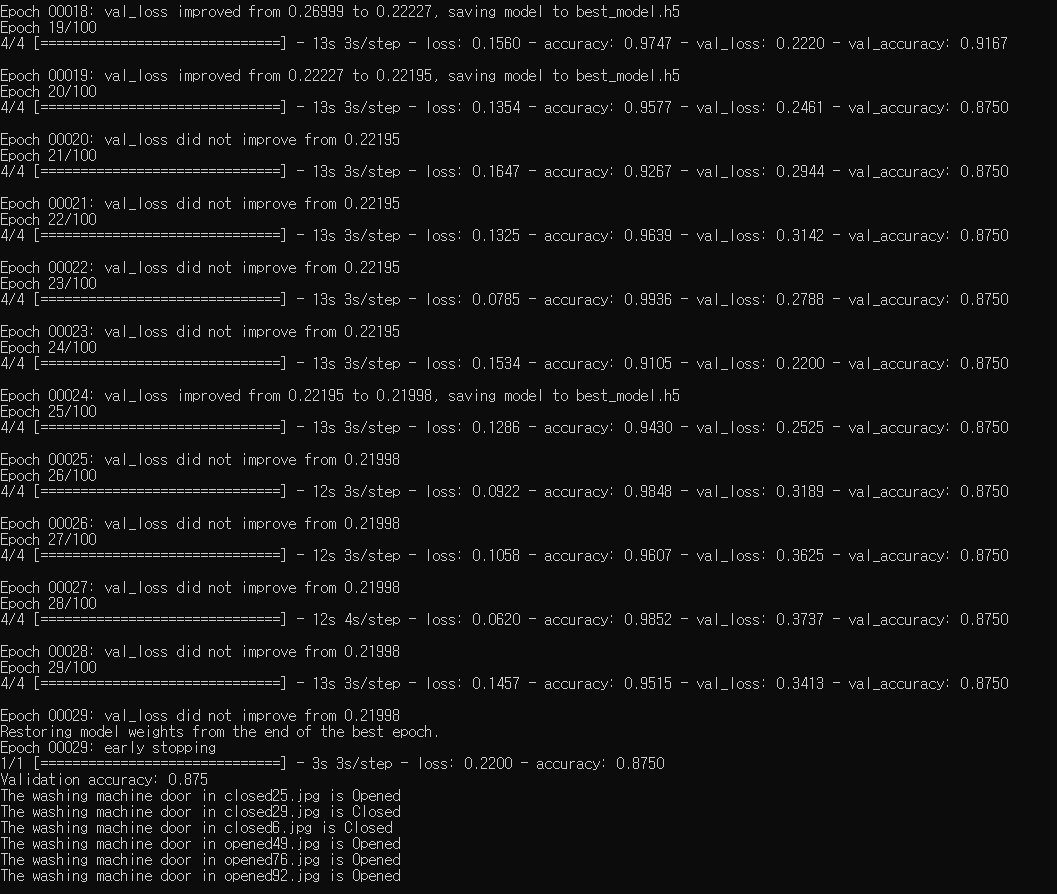 Epoch 00018: val_loss improved from 0.26999 to 0.22227, saving model to best_model.h5
Epoch 19/100
4/4 [==============================] - 13s 3s/step - loss: 0.1560 - accuracy: 0.9747 - val_loss: 0.2220 - val_accuracy: 0.9167
Epoch 00019: val_loss improved from 0.22227 to 0.22195, saving model to best_model.h5
Epoch 20/100
4/4 [==============================] - 13s 3s/step - loss: 0.1354 - accuracy: 0.9577 - val_loss: 0.2461 - val_accuracy: 0.8750
Epoch 00020: val_loss did not improve from 0.22195
Epoch 21/100
4/4 [==============================] - 13s 3s/step - loss: 0.1647 - accuracy: 0.9267 - val_loss: 0.2944 - val_accuracy: 0.8750
Epoch 00021: val_loss did not improve from 0.22195
Epoch 22/100
4/4 [==============================] - 13s 3s/step - loss: 0.1325 - accuracy: 0.9639 - val_loss: 0.3142 - val_accuracy: 0.8750
Epoch 00022: val_loss did not improve from 0.22195
Epoch 23/100
4/4 [==============================] - 13s 3s/step - loss: 0.0785 - accuracy: 0.9936 - val_loss: 0.2788 - val_accuracy: 0.8750
Epoch 00023: val_loss did not improve from 0.22195
Epoch 24/100
4/4 [==============================] - 13s 3s/step - loss: 0.1534 - accuracy: 0.9105 - val_loss: 0.2200 - val_accuracy: 0.8750
Epoch 00024: val_loss improved from 0.22195 to 0.21998, saving model to best_model.h5
Epoch 25/100
4/4 [==============================] - 13s 3s/step - loss: 0.1286 - accuracy: 0.9430 - val_loss: 0.2525 - val_accuracy: 0.8750
Epoch 00025: val_loss did not improve from 0.21998
Epoch 26/100
4/4 [==============================] - 12s 3s/step - loss: 0.0922 - accuracy: 0.9848 - val_loss: 0.3189 - val_accuracy: 0.8750
Epoch 00026: val_loss did not improve from 0.21998
Epoch 27/100
4/4 [==============================] - 12s 3s/step - loss: 0.1058 - accuracy: 0.9607 - val_loss: 0.3625 - val_accuracy: 0.8750
Epoch 00027: val_loss did not improve from 0.21998
Epoch 28/100
4/4 [==============================] - 12s 4s/step - loss: 0.0620 - accuracy: 0.9852 - val_loss: 0.3737 - val_accuracy: 0.8750
Epoch 00028: val_loss did not improve from 0.21998
Epoch 29/100
4/4 [==============================] - 13s 3s/step - loss: 0.1457 - accuracy: 0.9515 - val_loss: 0.3413 - val_accuracy: 0.8750
Epoch 00029: val_loss did not improve from 0.21998
Restoring model weights from the end of the best epoch.
Epoch 00029: early stopping
1/1 [==============================] - 3s 3s/step - loss: 0.2200 - accuracy: 0.8750
Validation accuracy: 0.875
The washing machine door in closed25.jpg is Opened
The washing machine door in closed29.jpg is Closed
The washing machine door in closed6.jpg is Closed
The washing machine door in opened49.jpg is Opened
The washing machine door in opened76.jpg is Opened
The washing machine door in opened92.jpg is Opened